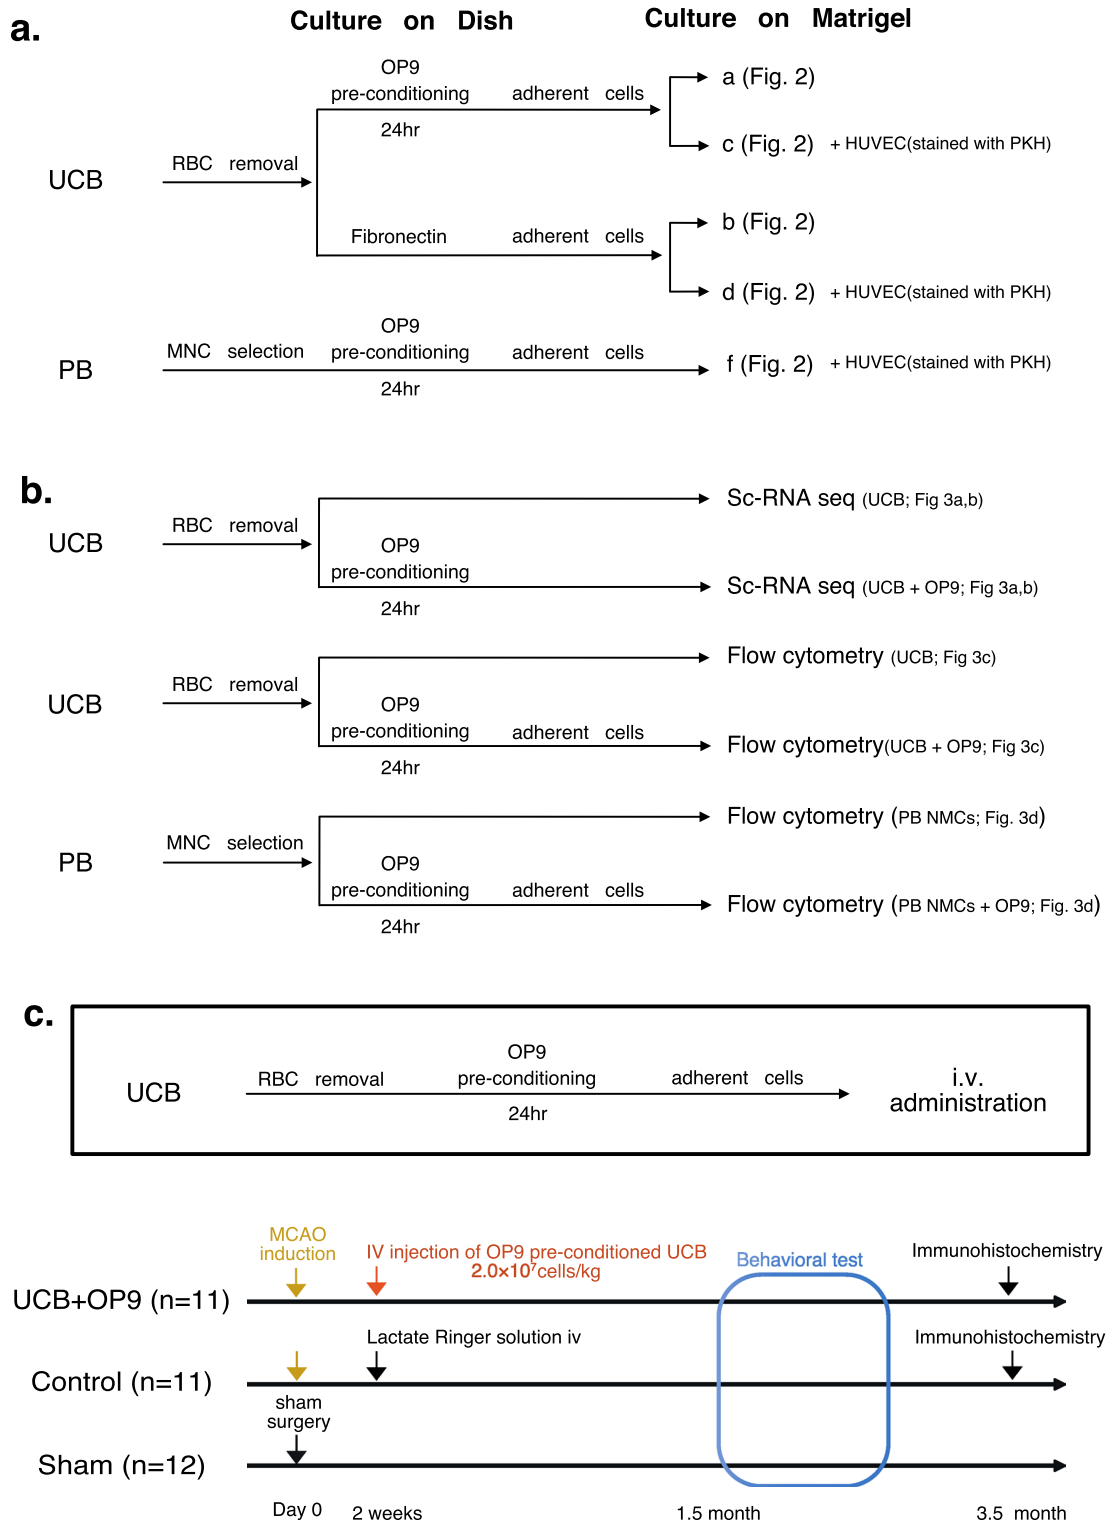 a.
Culture on Dish
Culture on Matrigel
UCB
RBC removal
OP9
pre-conditioning
24hr
adherent cells
a (Fig. 2)
c (Fig. 2) + HUVEC(stained with PKH)
Fibronectin
adherent cells
b (Fig. 2)
d (Fig. 2) + HUVEC(stained with PKH)
PB
MNC selection
OP9
pre-conditioning
24hr
adherent cells
f (Fig. 2) + HUVEC(stained with PKH)
b.
UCB
RBC removal
Sc-RNA seq (UCB; Fig 3a,b)
OP9
pre-conditioning
24hr
Sc-RNA seq (UCB + OP9; Fig 3a,b)
UCB
RBC removal
Flow cytometry (UCB; Fig 3c)
OP9
pre-conditioning
24hr
adherent cells
Flow cytometry(UCB + OP9; Fig 3c)
PB
MNC selection
Flow cytometry (PB NMCs; Fig. 3d)
OP9
pre-conditioning
24hr
adherent cells
Flow cytometry (PB NMCs + OP9; Fig. 3d)
c.
UCB
RBC removal
OP9
pre-conditioning
24hr
adherent cells
i.v.
administration
MCAO
induction
IV injection of OP9 pre-conditioned UCB
2.0×10⁷cells/kg
Behavioral test
Immunohistochemistry
UCB+OP9 (n=11)
Lactate Ringer solution iv
Immunohistochemistry
Control (n=11)
sham
surgery
Sham (n=12)
Day 0
2 weeks
1.5 month
3.5 month